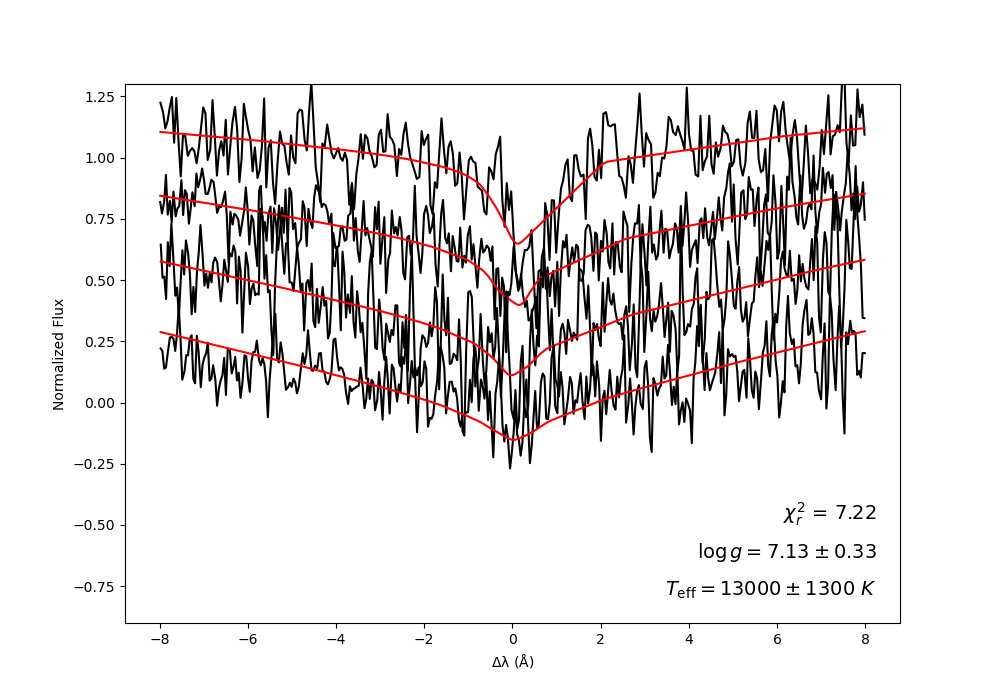 1.25
1.00
0.75
0.50
0.25
0.00
−0.25
−0.50
−0.75
Normalized Flux
χ²ᵣ = 7.22
log g = 7.13 ± 0.33
T_eff = 13000 ± 1300 K
−8 −6 −4 −2 0 2 4 6 8
Δλ (Å)